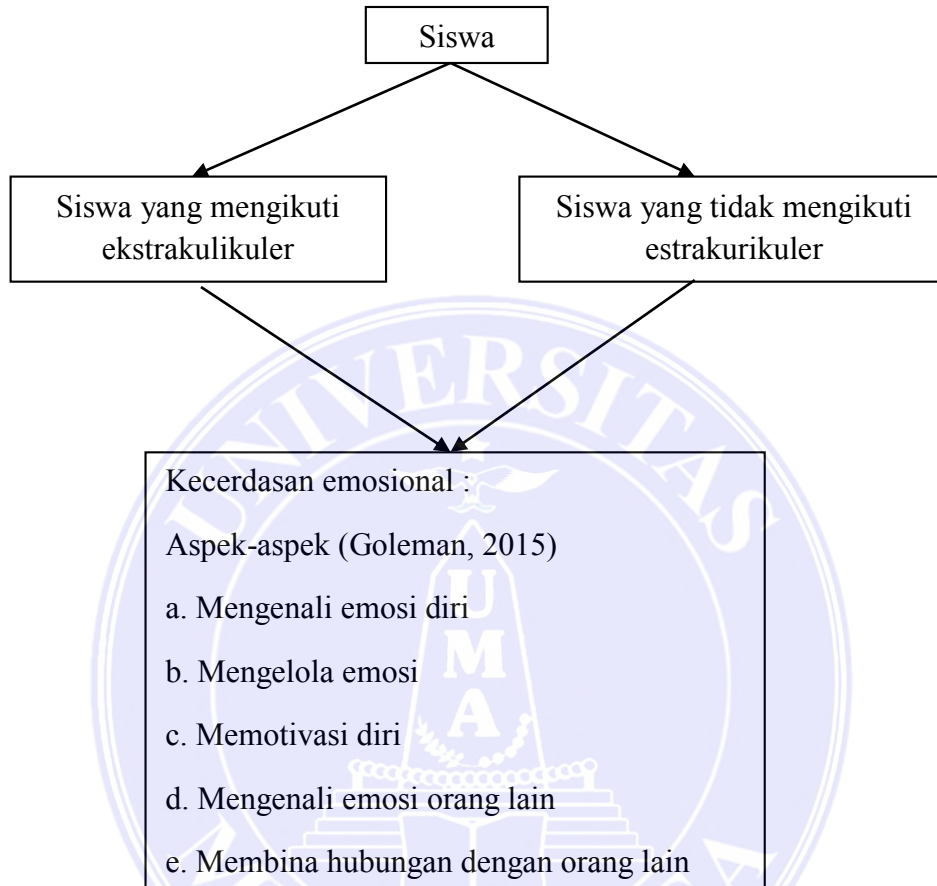 Siswa
Siswa yang mengikuti
ekstrakulikuler
Siswa yang tidak mengikuti
estrakurikuler
UNIVERSITAS
Kecerdasan emosional :
Aspek-aspek (Goleman, 2015)
a. Mengenali emosi diri
U
b. Mengelola emosi
M
c. Memotivasi diri
A
d. Mengenali emosi orang lain
e. Membina hubungan dengan orang lain